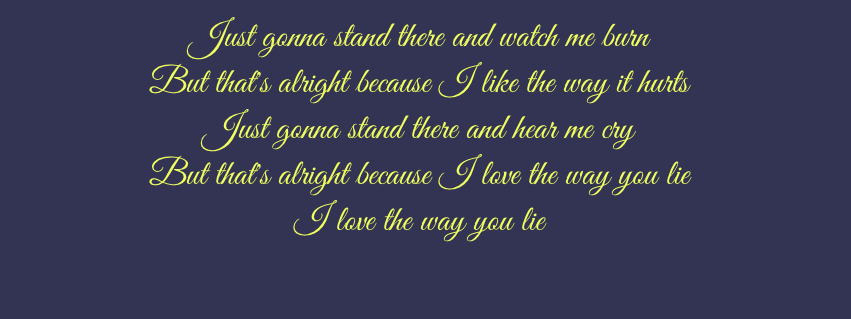 Just gonna stand there and watch me burn
But that's alright because I like the way it hurts
Just gonna stand there and hear me cry
But that's alright because I love the way you lie
I love the way you lie